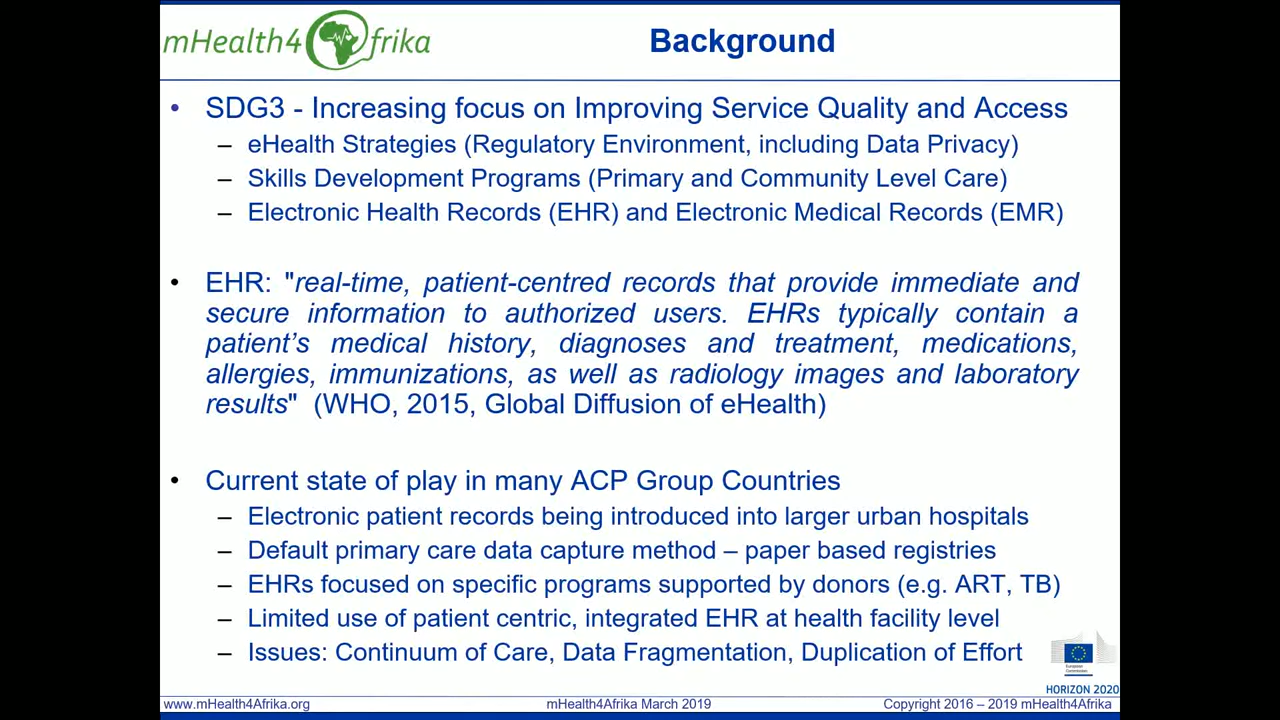 mHealth4Afrika
Background
• SDG3 - Increasing focus on Improving Service Quality and Access
– eHealth Strategies (Regulatory Environment, including Data Privacy)
– Skills Development Programs (Primary and Community Level Care)
– Electronic Health Records (EHR) and Electronic Medical Records (EMR)
• EHR: "real-time, patient-centred records that provide immediate and
secure information to authorized users. EHRs typically contain a
patient’s medical history, diagnoses and treatment, medications,
allergies, immunizations, as well as radiology images and laboratory
results" (WHO, 2015, Global Diffusion of eHealth)
• Current state of play in many ACP Group Countries
– Electronic patient records being introduced into larger urban hospitals
– Default primary care data capture method – paper based registries
– EHRs focused on specific programs supported by donors (e.g. ART, TB)
– Limited use of patient centric, integrated EHR at health facility level
– Issues: Continuum of Care, Data Fragmentation, Duplication of Effort
European
Commission
HORIZON 2020
www.mHealth4Afrika.org
mHealth4Afrika March 2019
Copyright 2016 – 2019 mHealth4Afrika